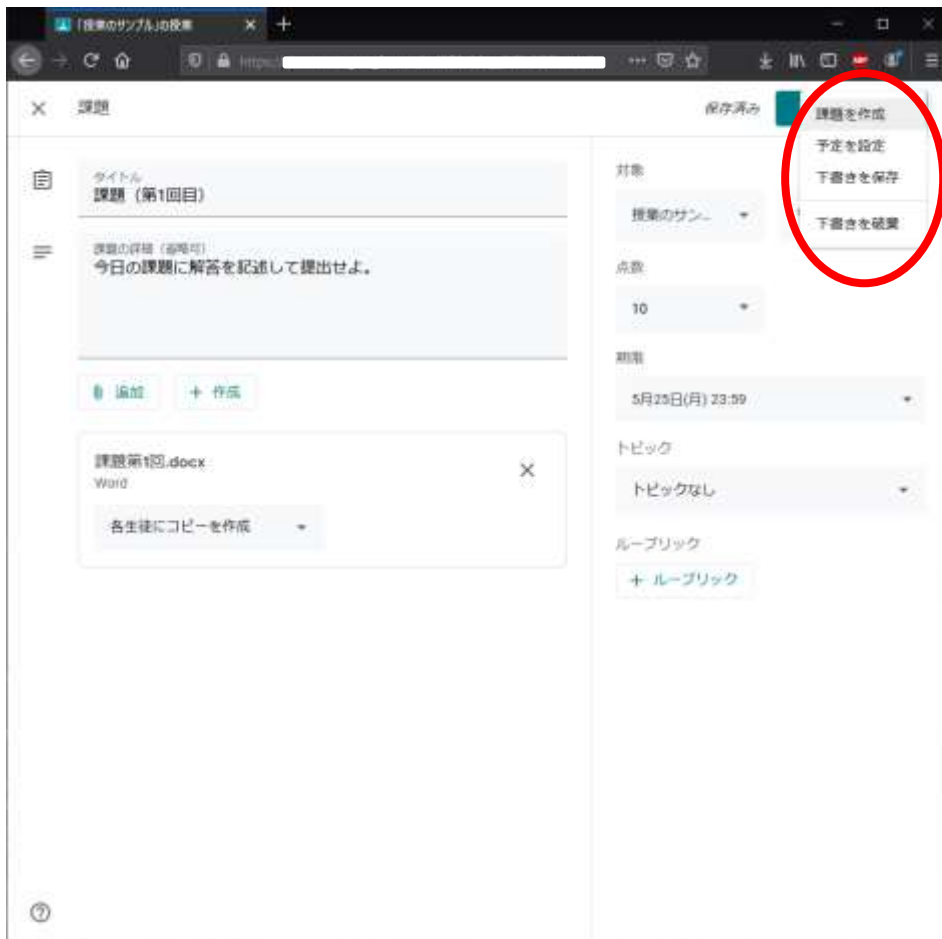 「授業のサンプル」の授業
https:
課題
保存済み
課題を作成
予定を設定
下書きを保存
下書きを破棄
タイトル
課題（第1回目）
課題の詳細（省略可）
今日の課題に解答を記述して提出せよ。
追加
+ 作成
課題第1回.docx
Word
各生徒にコピーを作成
対象
授業のサン...
点数
10
期限
5月25日(月) 23:59
トピック
トピックなし
ルーブリック
+ ルーブリック